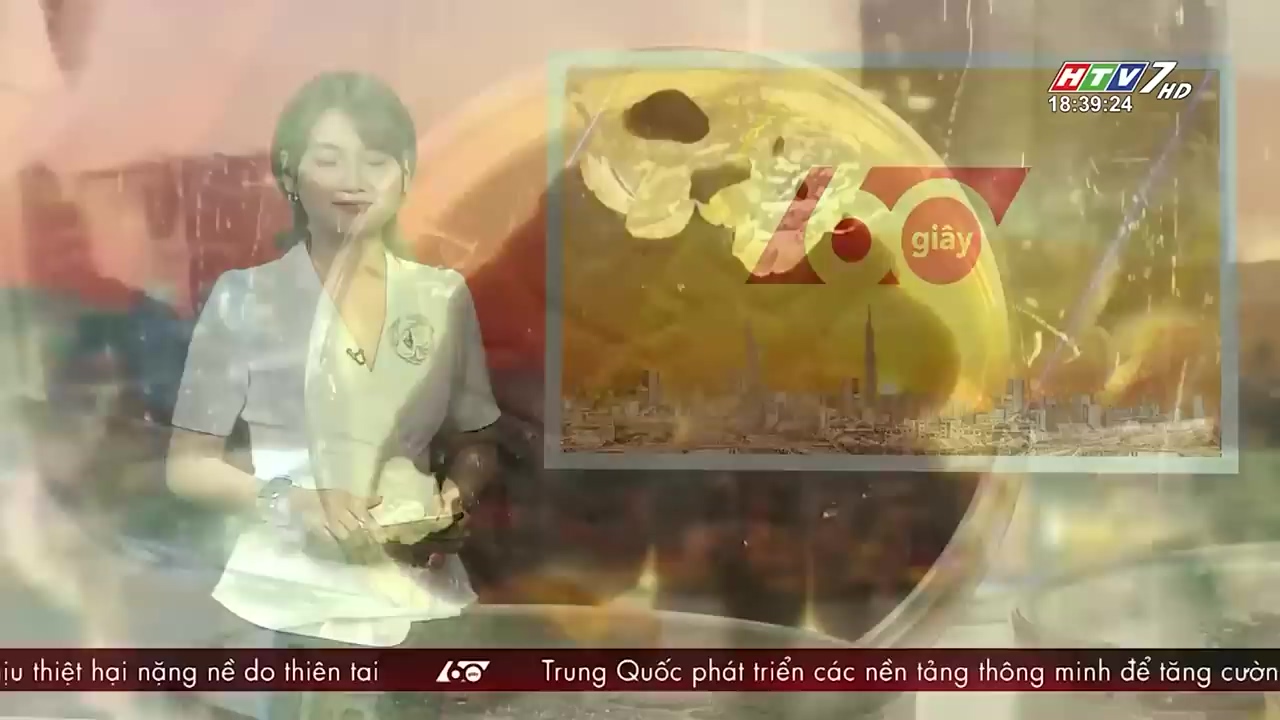 HTV7 HD
18:39:24
60 giây
ịu thiệt hại nặng nề do thiên tai 60 giây Trung Quốc phát triển các nền tảng thông minh để tăng cườn